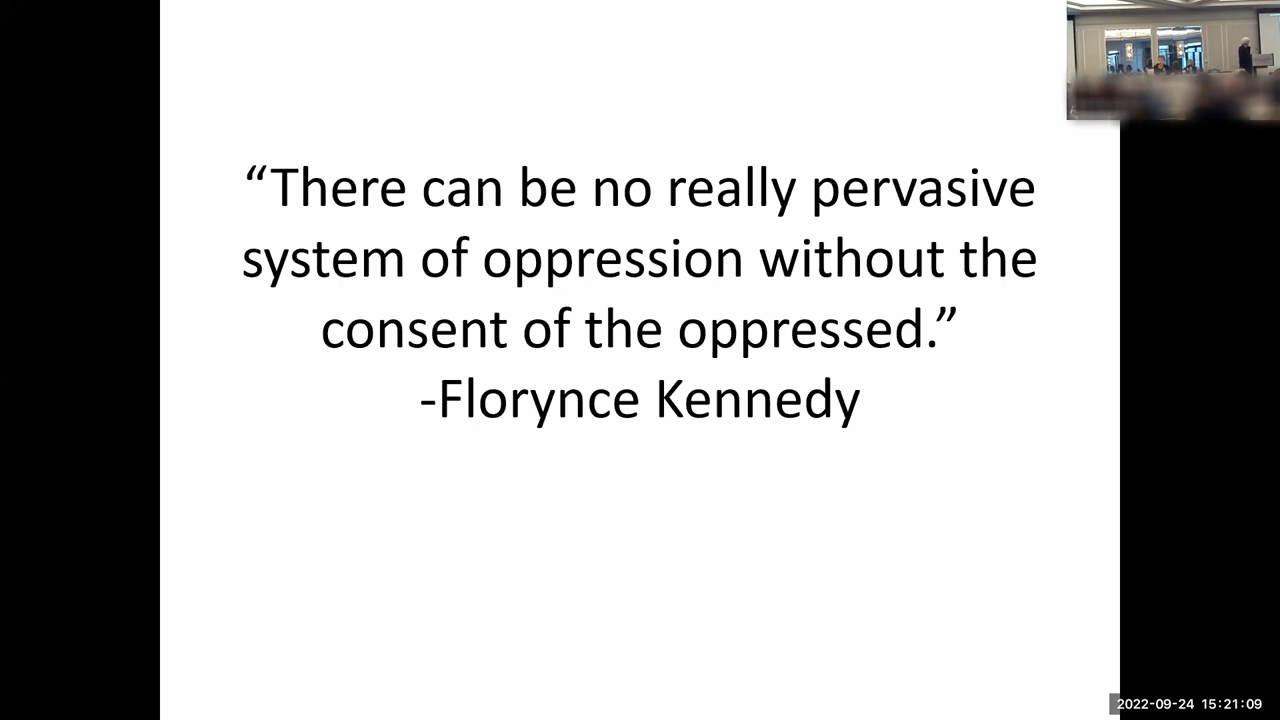 “There can be no really pervasive
system of oppression without the
consent of the oppressed.”
-Florynce Kennedy
2022-09-24 15:21:09